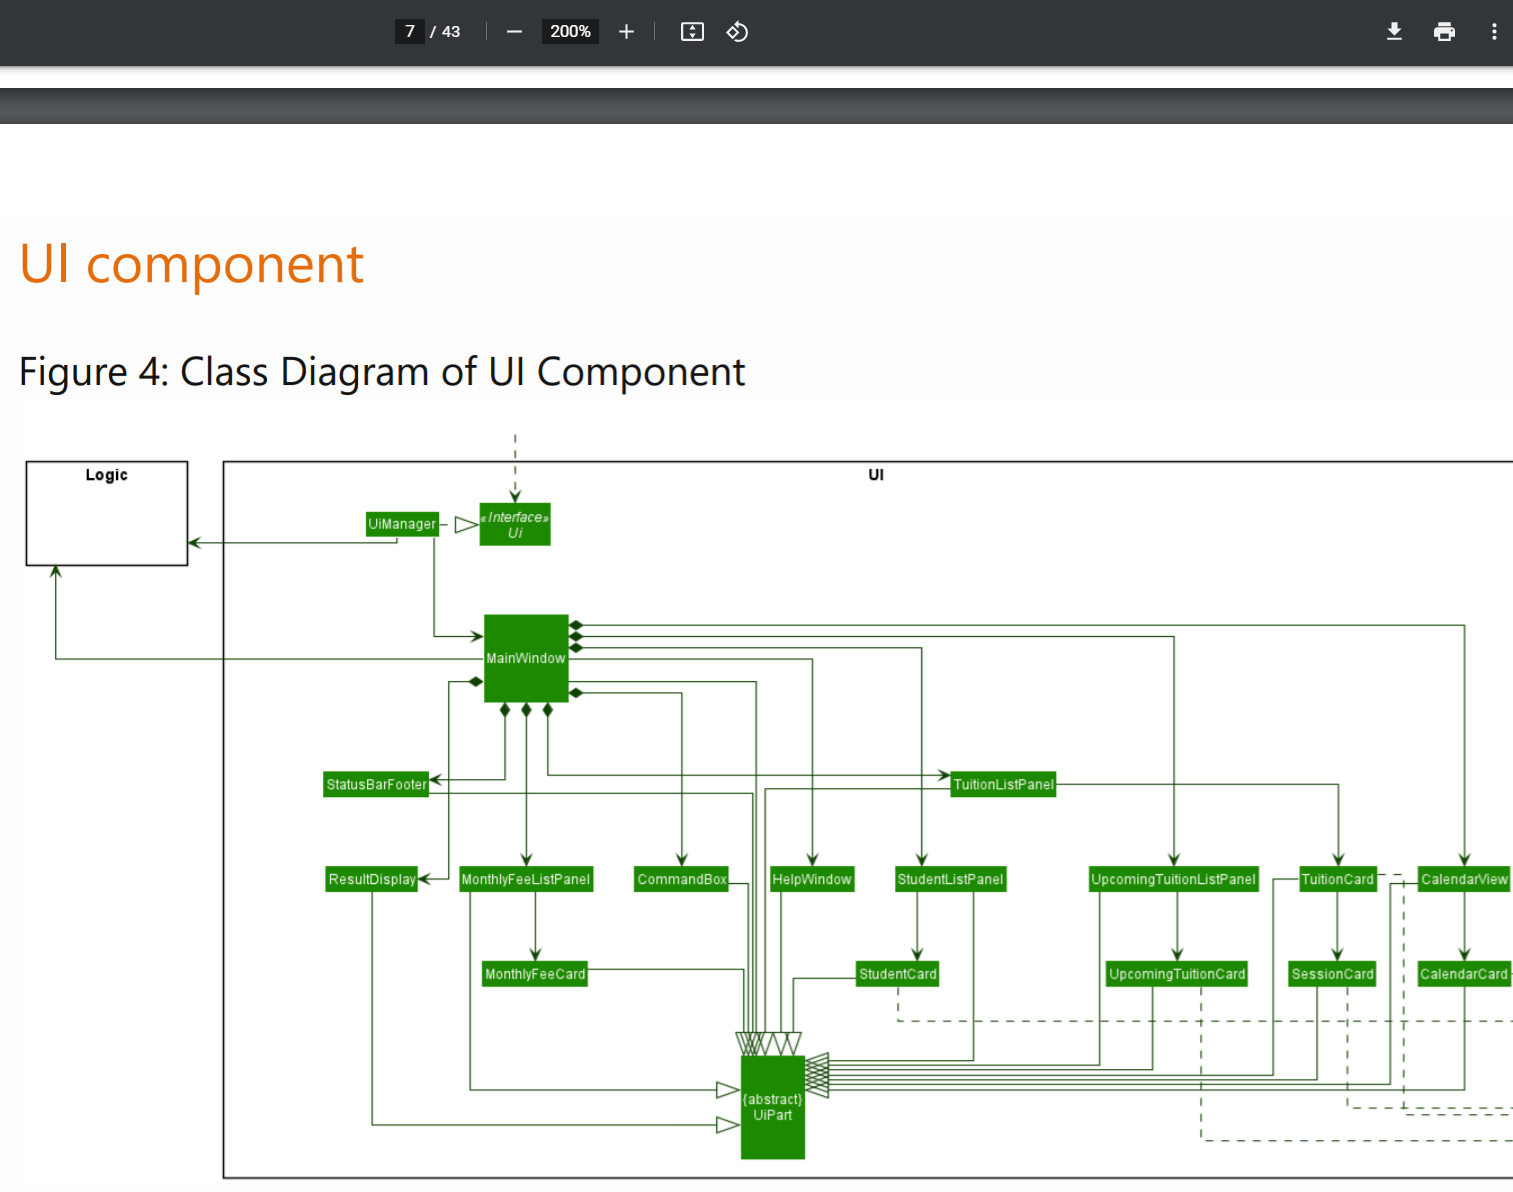 7 / 43
200%
UI component
Figure 4: Class Diagram of UI Component
Logic
UI
UiManager
«Interface»
Ui
MainWindow
StatusBarFooter
TuitionListPanel
ResultDisplay
MonthlyFeeListPanel
CommandBox
HelpWindow
StudentListPanel
UpcomingTuitionListPanel
TuitionCard
CalendarView
MonthlyFeeCard
StudentCard
UpcomingTuitionCard
SessionCard
CalendarCard
{abstract}
UiPart